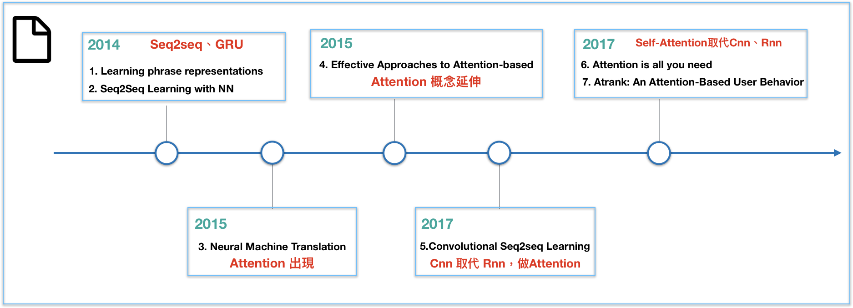 2014 Seq2seq、GRU
1. Learning phrase representations
2. Seq2Seq Learning with NN
2015
4. Effective Approaches to Attention-based
Attention 概念延伸
2017 Self-Attention取代Cnn、Rnn
6. Attention is all you need
7. Atrank: An Attention-Based User Behavior
2015
3. Neural Machine Translation
Attention 出現
2017
5.Convolutional Seq2seq Learning
Cnn 取代 Rnn，做Attention